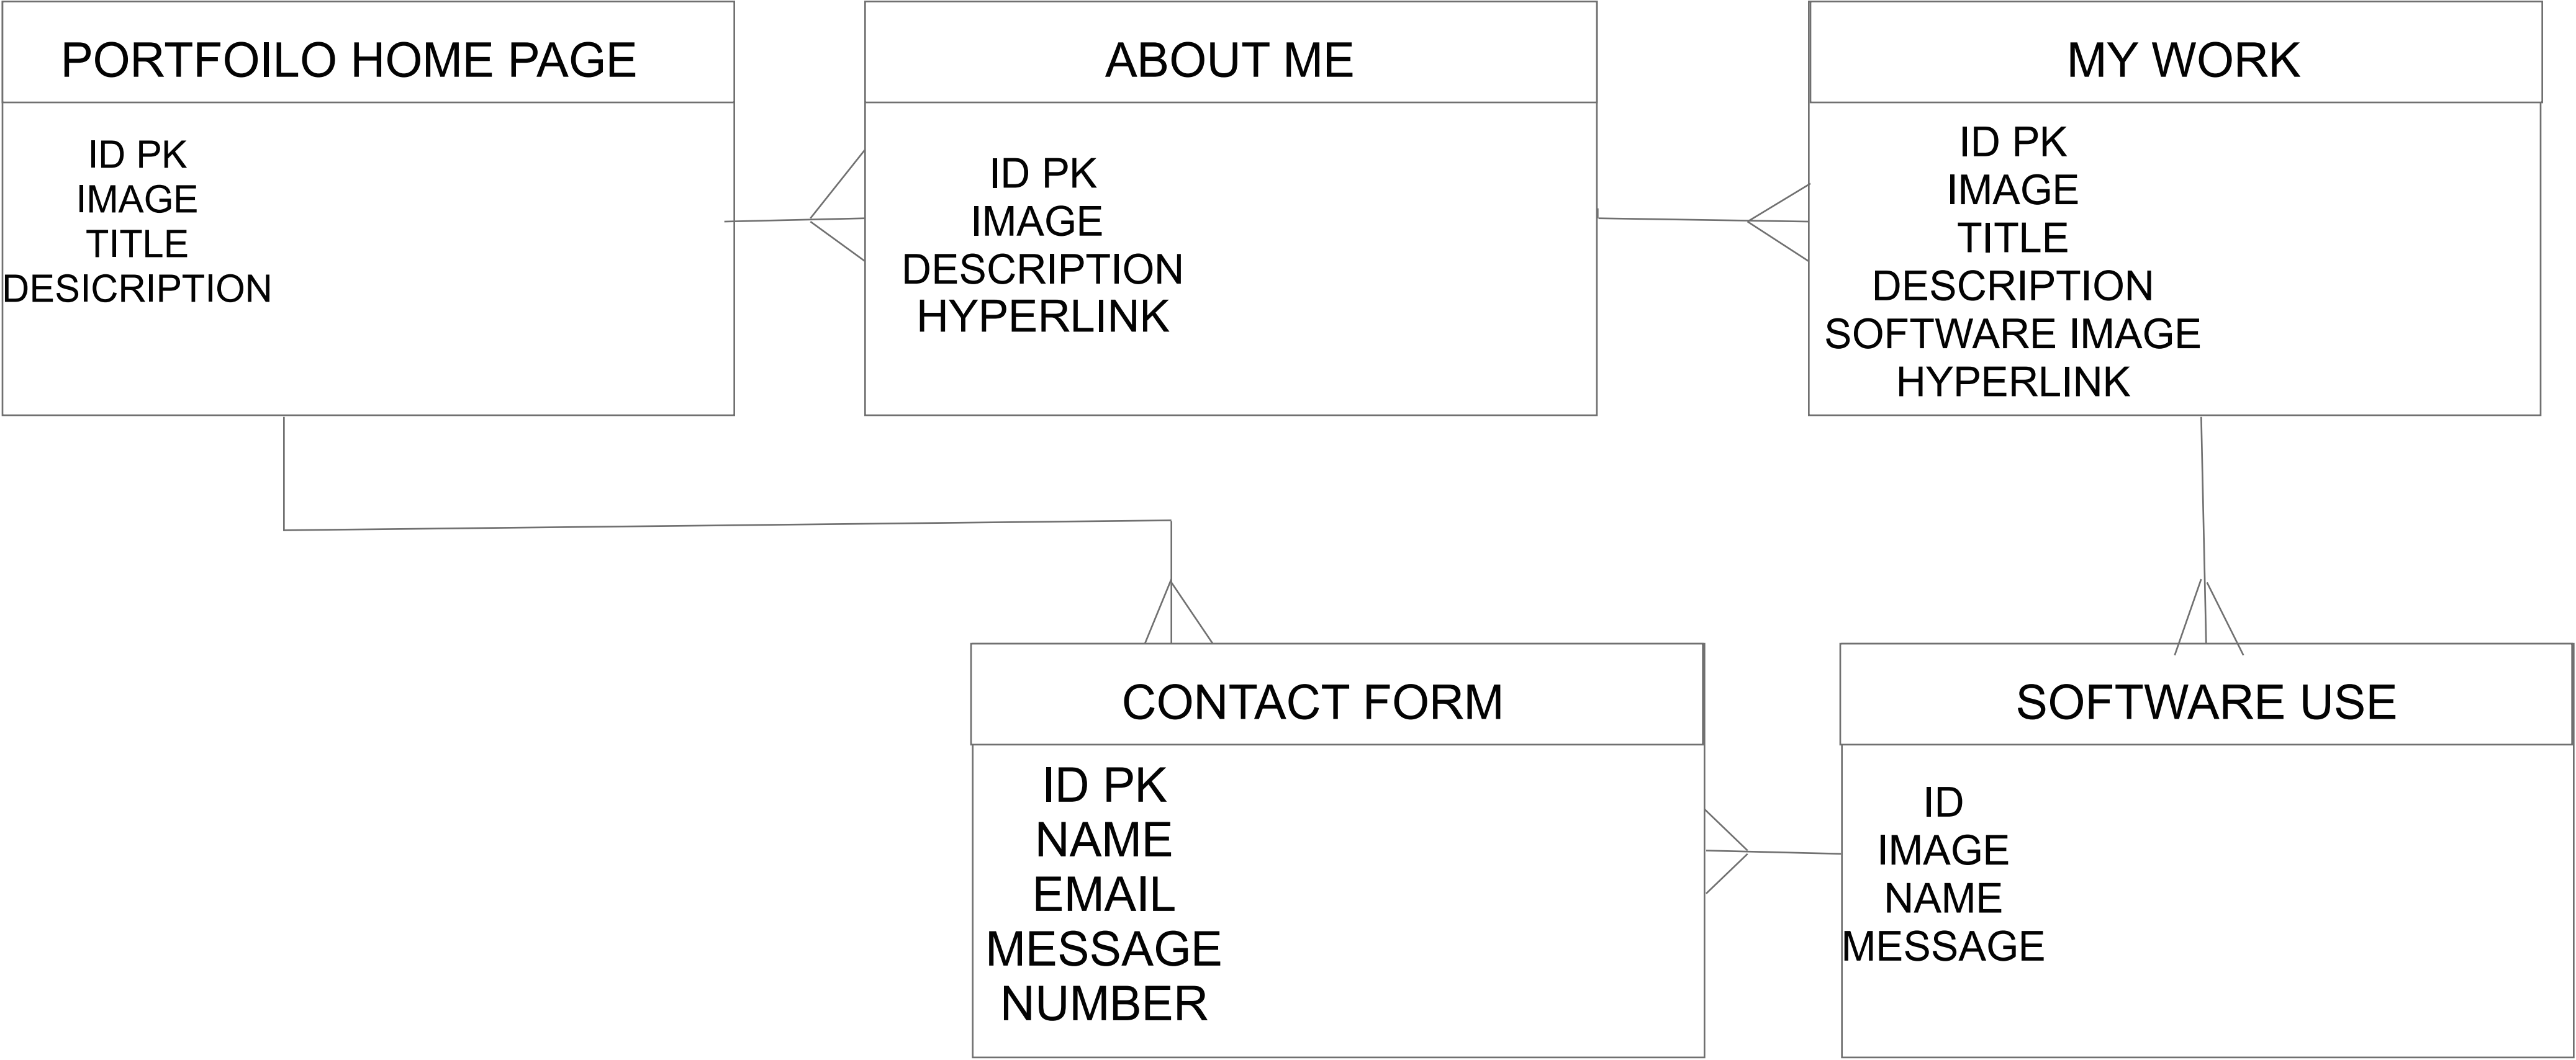 PORTFOILO HOME PAGE
ID PK
IMAGE
TITLE
DESICRIPTION
ABOUT ME
ID PK
IMAGE
DESCRIPTION
HYPERLINK
MY WORK
ID PK
IMAGE
TITLE
DESCRIPTION
SOFTWARE IMAGE
HYPERLINK
CONTACT FORM
ID PK
NAME
EMAIL
MESSAGE
NUMBER
SOFTWARE USE
ID
IMAGE
NAME
MESSAGE